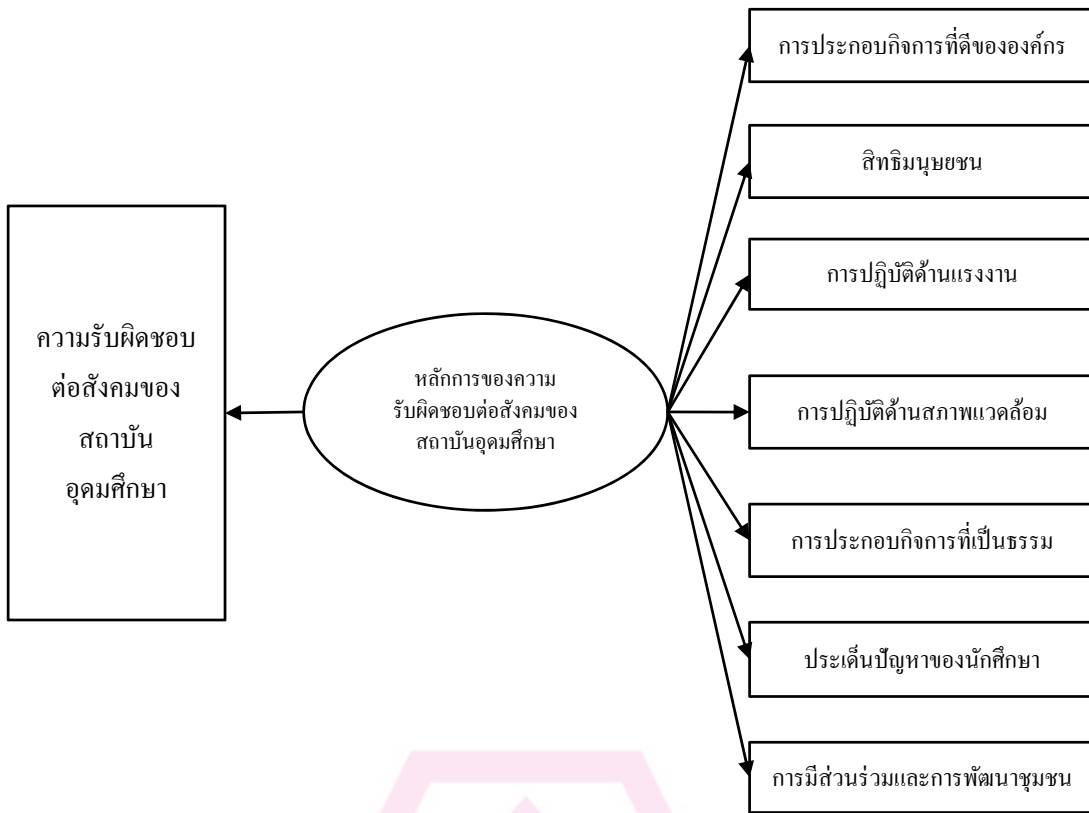 ความรับผิดชอบ
ต่อสังคมของ
สถาบัน
อุดมศึกษา
หลักการของความ
รับผิดชอบต่อสังคมของ
สถาบันอุดมศึกษา
การประกอบกิจการที่ดีขององค์กร
สิทธิมนุษยชน
การปฏิบัติด้านแรงงาน
การปฏิบัติด้านสภาพแวดล้อม
การประกอบกิจการที่เป็นธรรม
ประเด็นปัญหาของนักศึกษา
การมีส่วนร่วมและการพัฒนาชุมชน